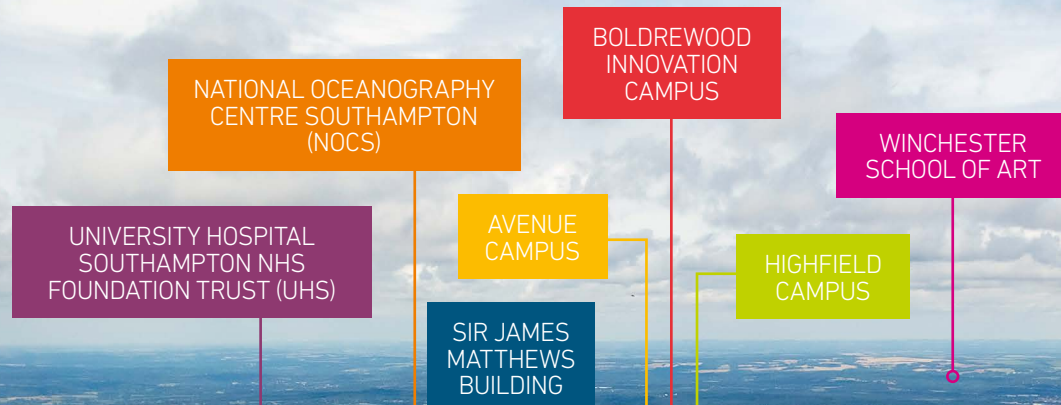 BOLDREWOOD
INNOVATION
CAMPUS
NATIONAL OCEANOGRAPHY
CENTRE SOUTHAMPTON
(NOCS)
WINCHESTER
SCHOOL OF ART
UNIVERSITY HOSPITAL
SOUTHAMPTON NHS
FOUNDATION TRUST (UHS)
AVENUE
CAMPUS
HIGHFIELD
CAMPUS
SIR JAMES
MATTHEWS
BUILDING